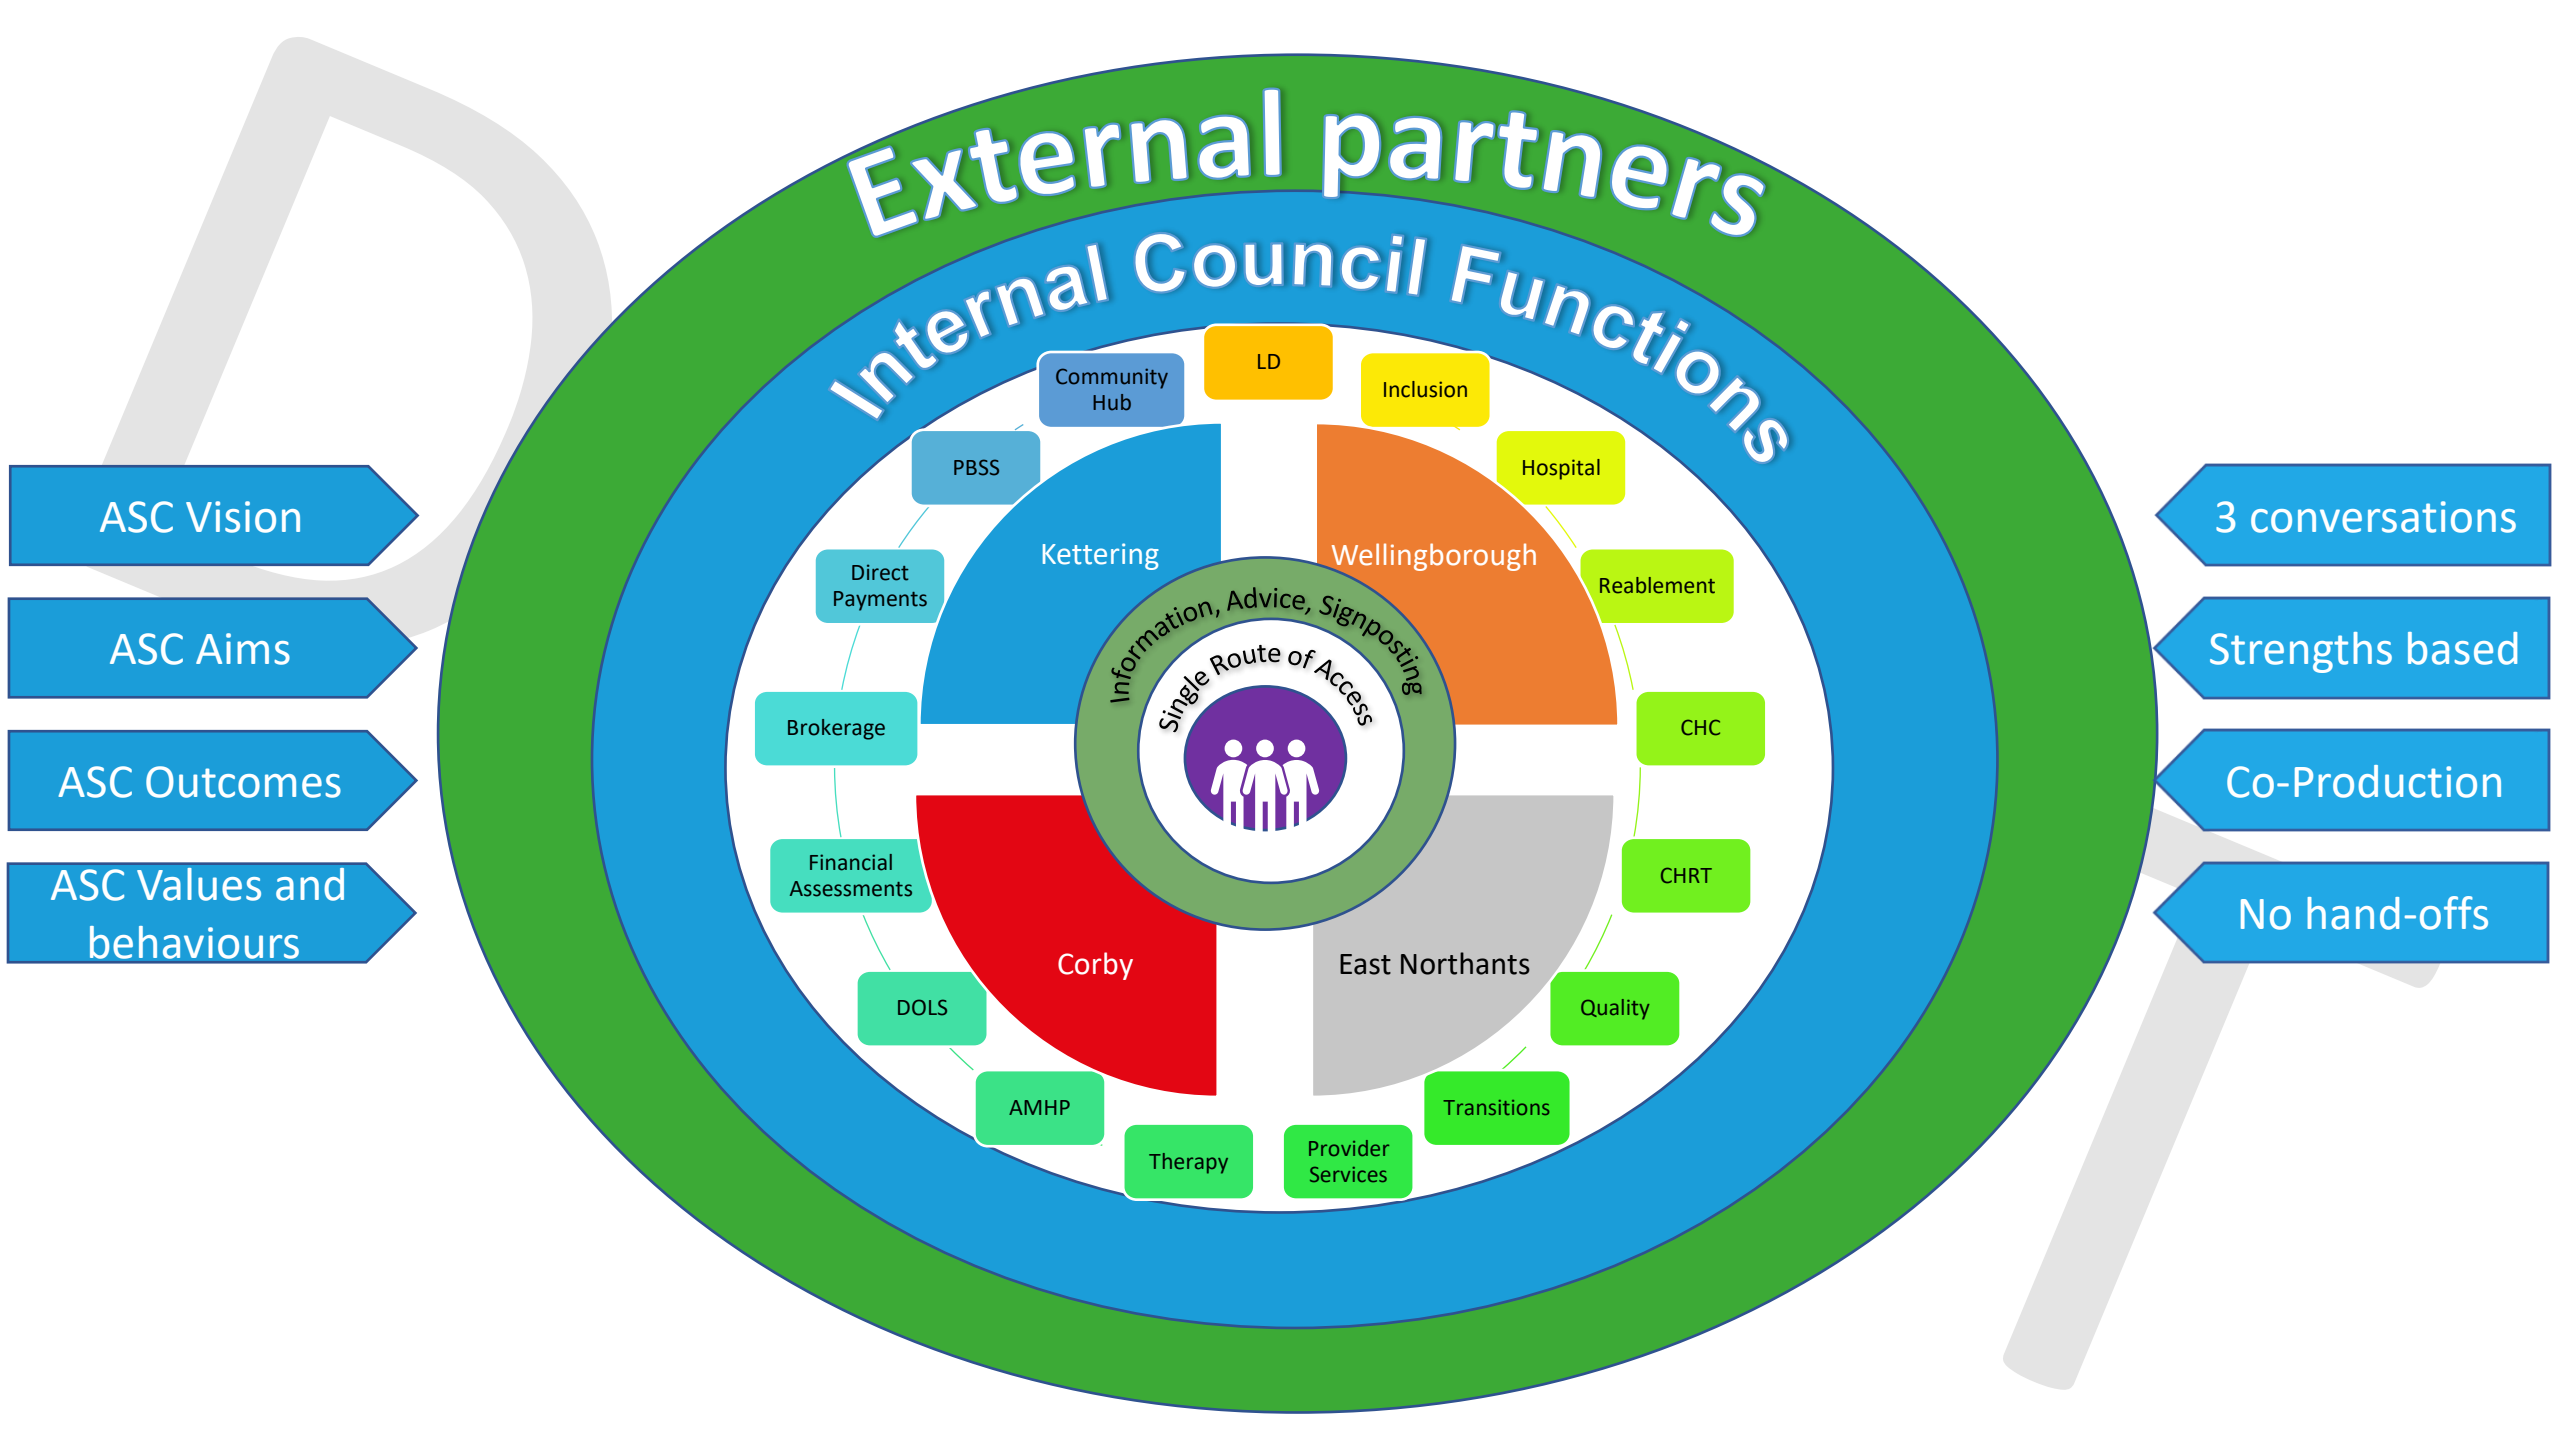 External partners
Internal Council Functions
LD
Inclusion
Hospital
Reablement
CHC
CHRT
Quality
Transitions
Provider
Services
Therapy
AMHP
DOLS
Financial
Assessments
Brokerage
Direct
Payments
PBSS
Community
Hub
Kettering
Wellingborough
Corby
East Northants
Information, Advice, Signposting
Single Route of Access
ASC Vision
ASC Aims
ASC Outcomes
ASC Values and
behaviours
3 conversations
Strengths based
Co-Production
No hand-offs